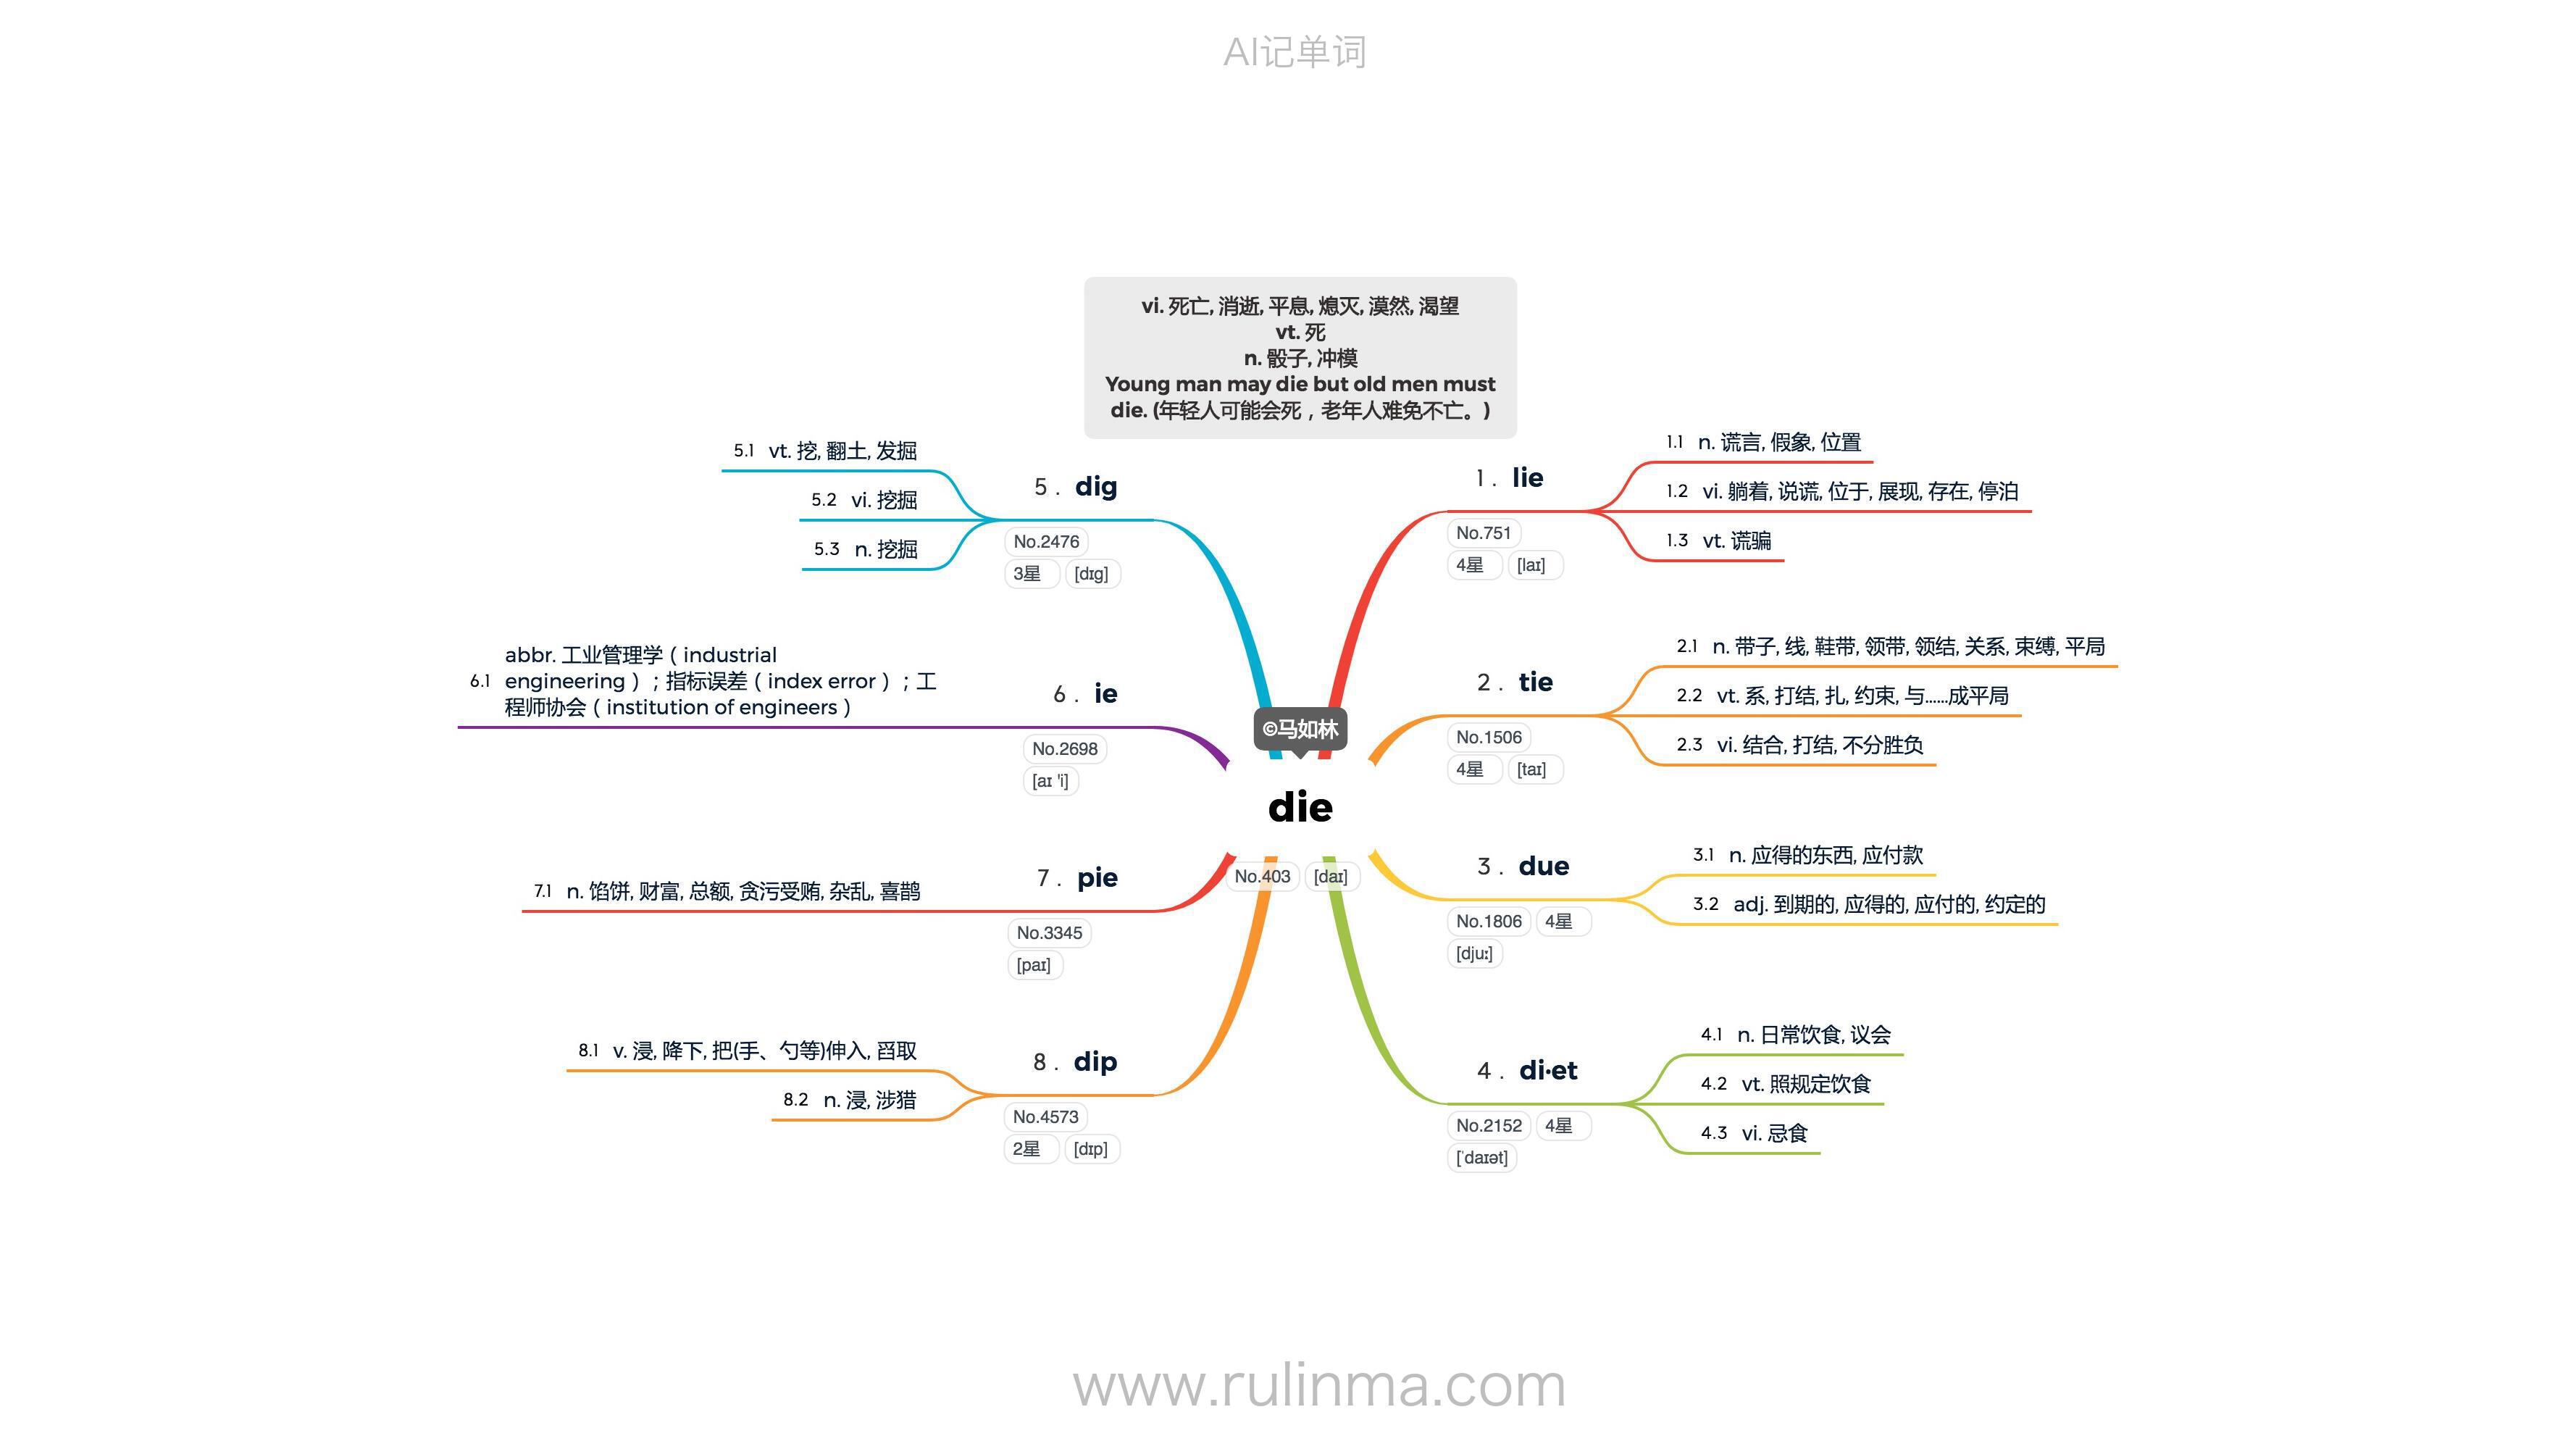 AI记单词
vi. 死亡, 消逝, 平息, 熄灭, 漠然, 渴望
vt. 死
n. 骰子, 冲模
Young man may die but old men must
die. (年轻人可能会死，老年人难免不亡。)
©马如林
die
No.403 [daɪ]
1 . lie
No.751
4星 [laɪ]
1.1 n. 谎言, 假象, 位置
1.2 vi. 躺着, 说谎, 位于, 展现, 存在, 停泊
1.3 vt. 谎骗
2 . tie
No.1506
4星 [taɪ]
2.1 n. 带子, 线, 鞋带, 领带, 领结, 关系, 束缚, 平局
2.2 vt. 系, 打结, 扎, 约束, 与......成平局
2.3 vi. 结合, 打结, 不分胜负
3 . due
No.1806 4星
[djuː]
3.1 n. 应得的东西, 应付款
3.2 adj. 到期的, 应得的, 应付的, 约定的
4 . di·et
No.2152 4星
[ˈdaɪət]
4.1 n. 日常饮食, 议会
4.2 vt. 照规定饮食
4.3 vi. 忌食
5 . dig
No.2476
3星 [dɪg]
5.1 vt. 挖, 翻土, 发掘
5.2 vi. 挖掘
5.3 n. 挖掘
6 . ie
No.2698
[aɪ 'i]
6.1 abbr. 工业管理学（industrial
engineering）；指标误差（index error）；工
程师协会（institution of engineers）
7 . pie
No.3345
[paɪ]
7.1 n. 馅饼, 财富, 总额, 贪污受贿, 杂乱, 喜鹊
8 . dip
No.4573
2星 [dɪp]
8.1 v. 浸, 降下, 把(手、勺等)伸入, 舀取
8.2 n. 浸, 涉猎
www.rulinma.com